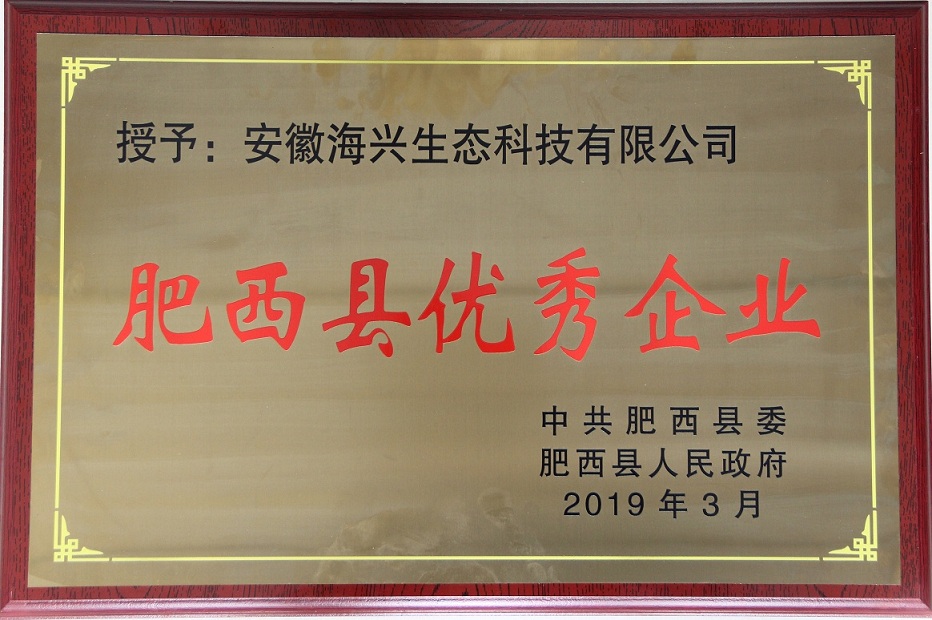 授予：安徽海兴生态科技有限公司
肥西县优秀企业
中共肥西县委
肥西县人民政府
2019年3月